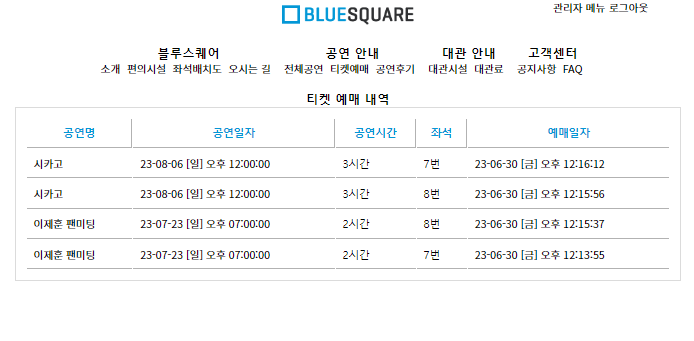 관리자 메뉴 로그아웃
BLUESQUARE
블루스퀘어 공연 안내 대관 안내 고객센터
소개 편의시설 좌석배치도 오시는 길 전체공연 티켓예매 공연후기 대관시설 대관료 공지사항 FAQ
티켓 예매 내역
공연명 공연일자 공연시간 좌석 예매일자
시카고 23-08-06 [일] 오후 12:00:00 3시간 7번 23-06-30 [금] 오후 12:16:12
시카고 23-08-06 [일] 오후 12:00:00 3시간 8번 23-06-30 [금] 오후 12:15:56
이제훈 팬미팅 23-07-23 [일] 오후 07:00:00 2시간 8번 23-06-30 [금] 오후 12:15:37
이제훈 팬미팅 23-07-23 [일] 오후 07:00:00 2시간 7번 23-06-30 [금] 오후 12:13:55